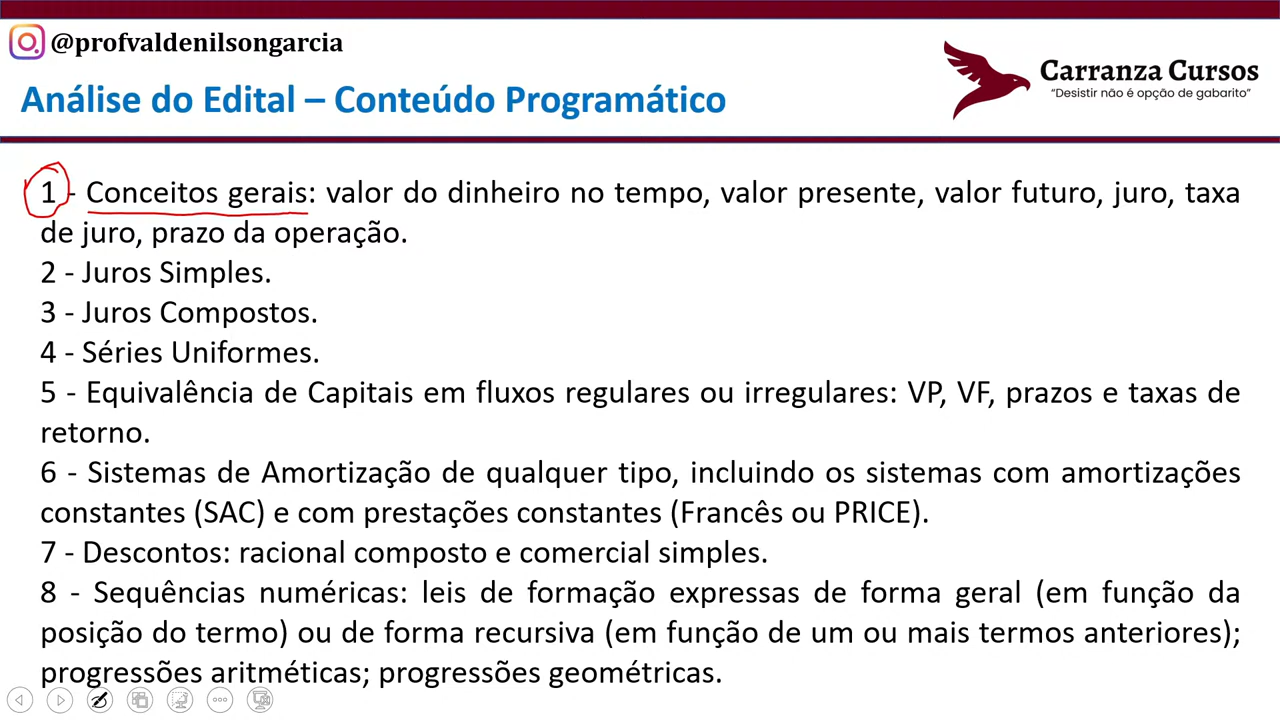 @profvaldenilsongarcia
Carranza Cursos
"Desistir não é opção de gabarito"
Análise do Edital – Conteúdo Programático
1 - Conceitos gerais: valor do dinheiro no tempo, valor presente, valor futuro, juro, taxa
de juro, prazo da operação.
2 - Juros Simples.
3 - Juros Compostos.
4 - Séries Uniformes.
5 - Equivalência de Capitais em fluxos regulares ou irregulares: VP, VF, prazos e taxas de
retorno.
6 - Sistemas de Amortização de qualquer tipo, incluindo os sistemas com amortizações
constantes (SAC) e com prestações constantes (Francês ou PRICE).
7 - Descontos: racional composto e comercial simples.
8 - Sequências numéricas: leis de formação expressas de forma geral (em função da
posição do termo) ou de forma recursiva (em função de um ou mais termos anteriores);
progressões aritméticas; progressões geométricas.